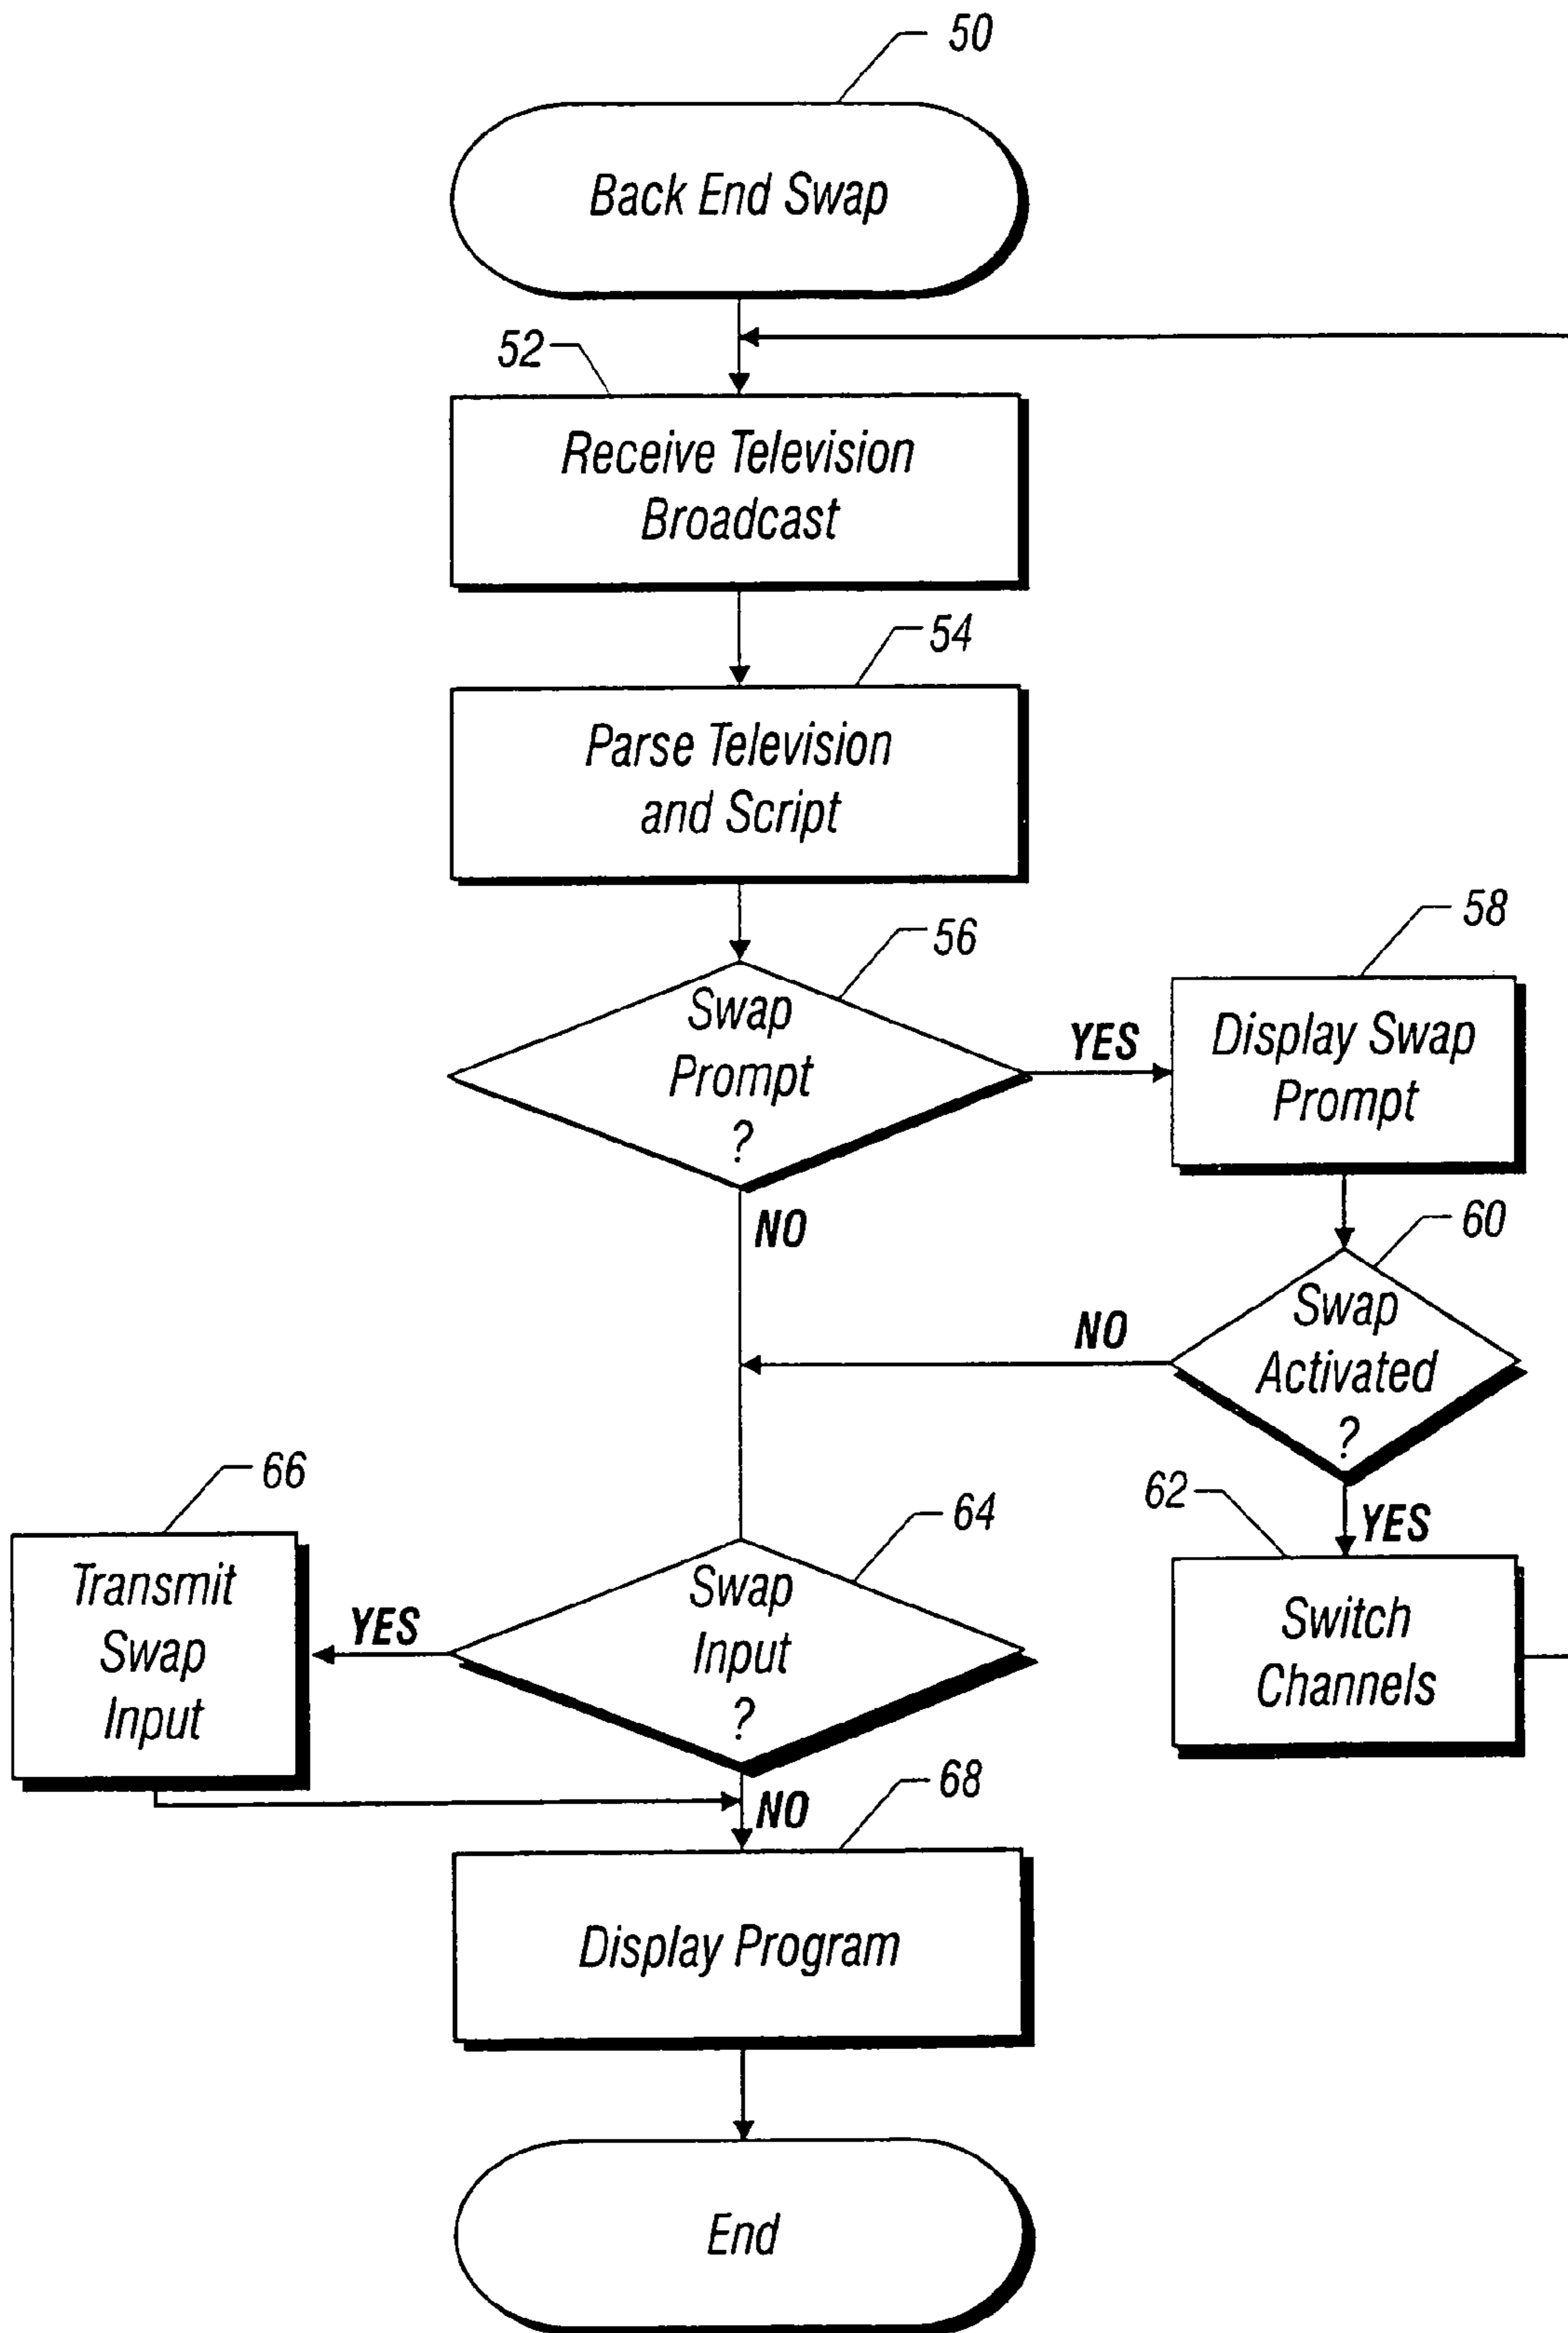 50
Back End Swap
52
Receive Television
Broadcast
54
Parse Television
and Script
56
Swap
Prompt
?
YES
58
Display Swap
Prompt
NO
60
Swap
Activated
?
NO
YES
62
Switch
Channels
64
Swap
Input
?
YES
66
Transmit
Swap
Input
NO
68
Display Program
End